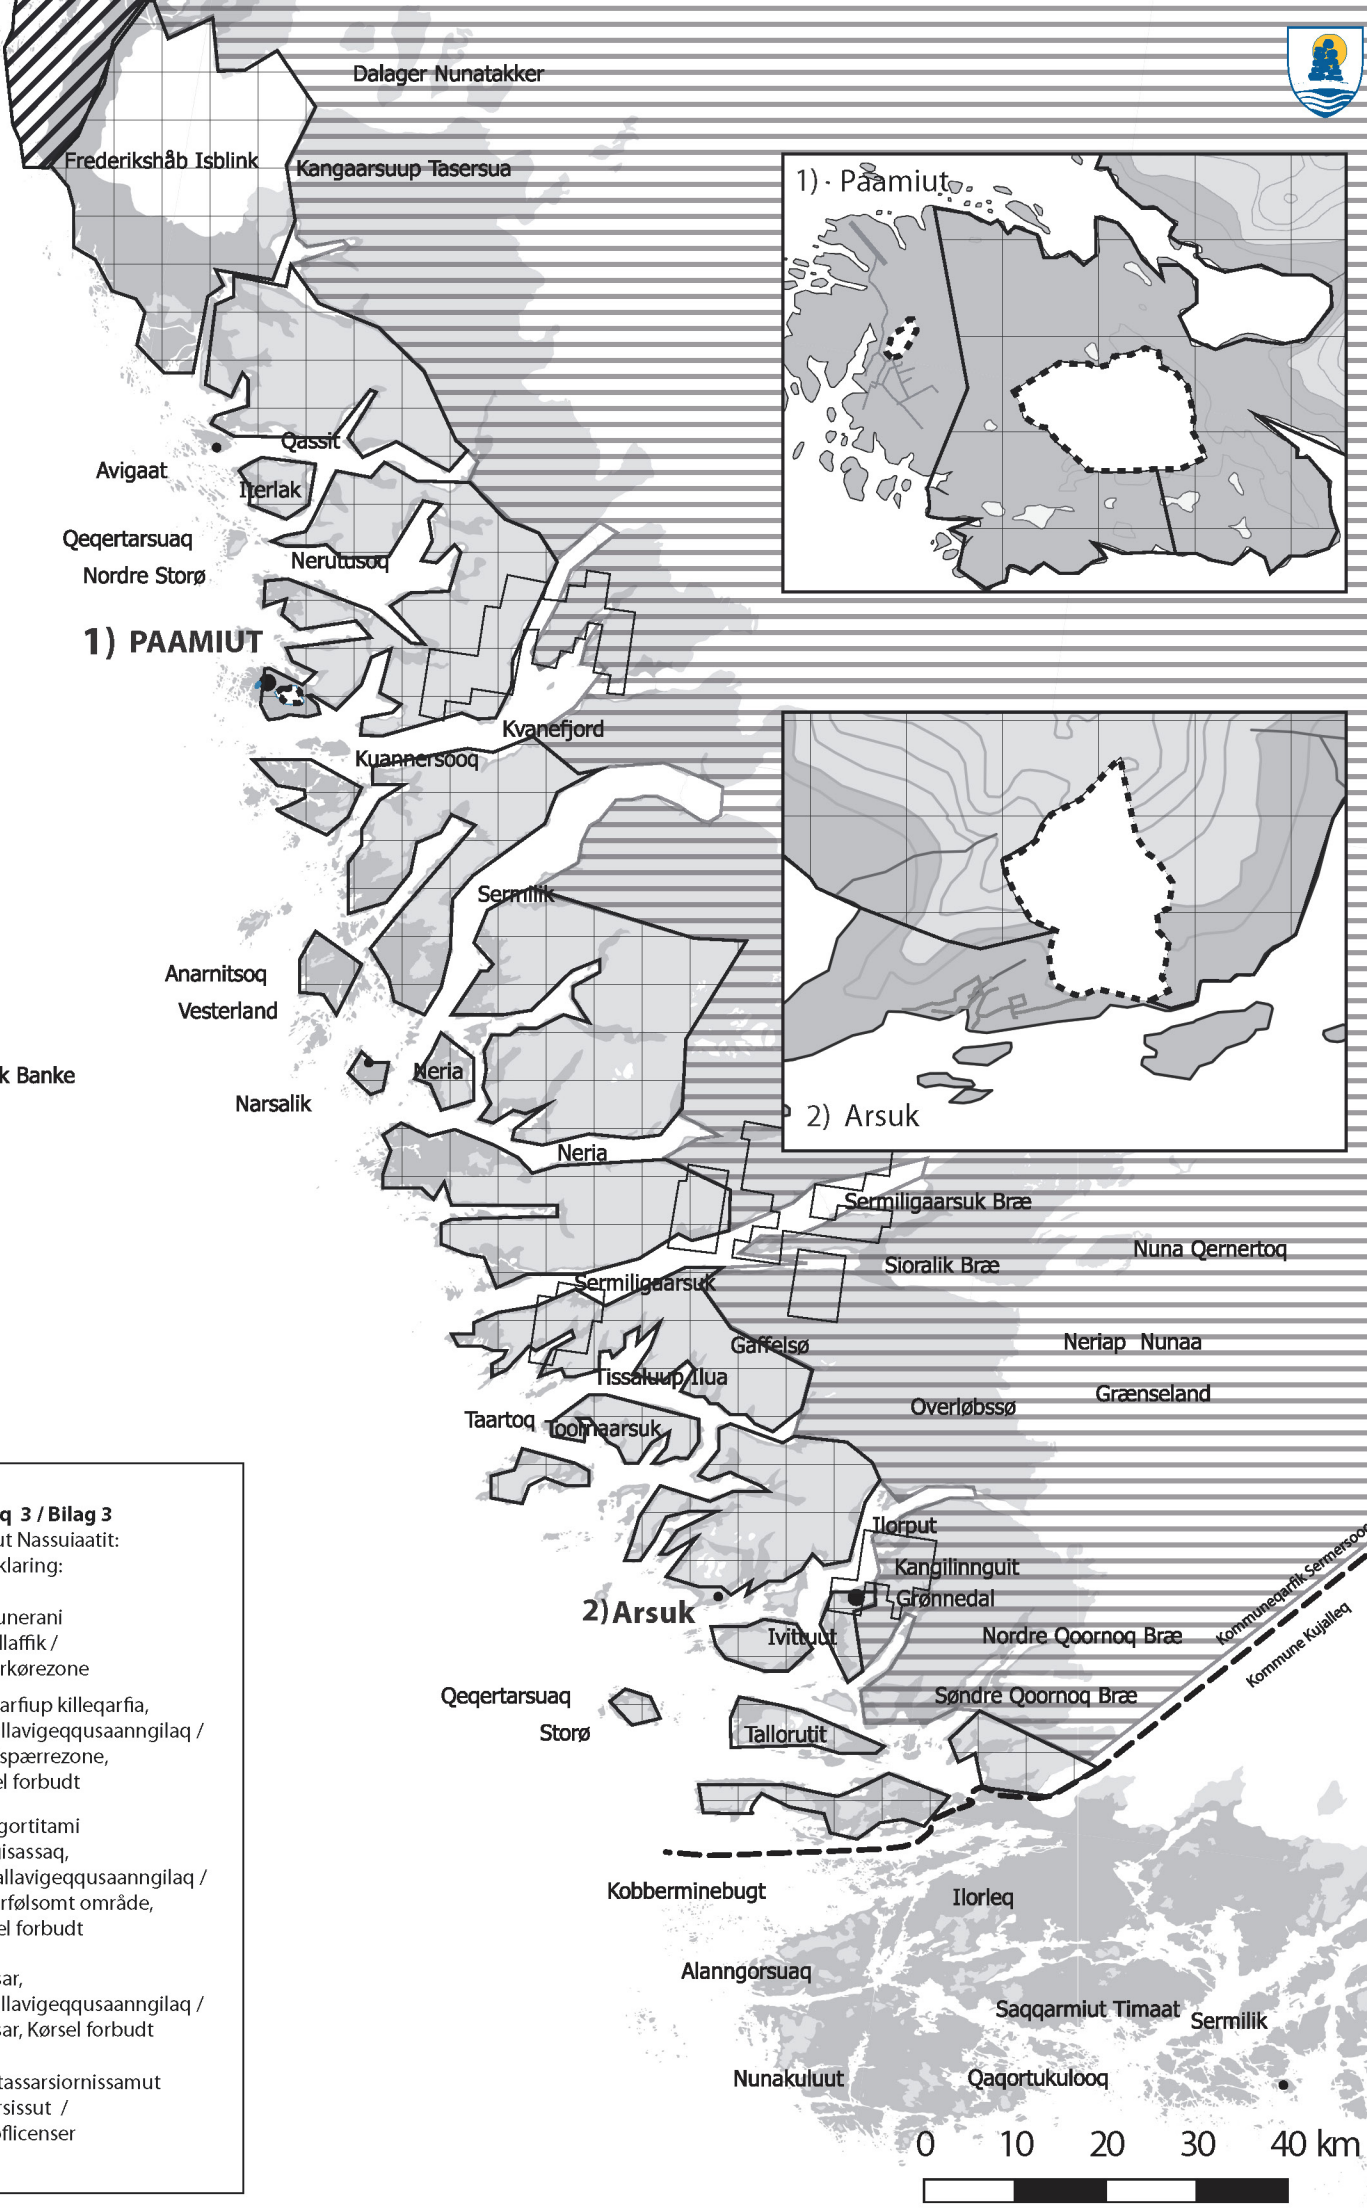 Dalager Nunatakker
Frederikshåb Isblink
Kangaarsuup Tasersua
1) · Paamiut
Qassit
Avigaat
Iterlak
Qeqertarsuaq
Nordre Storø
Nerutusoq
1) PAAMIUT
Kvanefjord
Kuannersooq
Sermilik
Anarnitsoq
Vesterland
k Banke
Neria
Narsalik
2) Arsuk
Neria
Sermiligaarsuk Bræ
Nuna Qernertoq
Sioralik Bræ
Sermiligaarsuk
Gaffelsø
Neriap Nunaa
Tissaluup Ilua
Grænseland
Overløbssø
Taartoq
Toornaarsuk
q 3 / Bilag 3
ut Nassuiaatit:
klaring:
unerani
llaffik /
rkørezone
arfiup killeqarfia,
llavigeqqusaanngilaq /
spærrezone,
el forbudt
gortitami
gisassaq,
allavigeqqusaanngilaq /
rfølsomt område,
el forbudt
sar,
llavigeqqusaanngilaq /
sar, Kørsel forbudt
tassarsiornissamut
rsissut /
oflicenser
Ilorput
Kangilinnguit
Grønnedal
2) Arsuk
Ivittuut
Nordre Qoornoq Bræ
Kommuneqarfik Sermersooq
Kommune Kujalleq
Qeqertarsuaq
Storø
Søndre Qoornoq Bræ
Tallorutit
Kobberminebugt
Ilorleq
Alanngorsuaq
Saqqarmiut Timaat
Sermilik
Nunakuluut
Qaqortukulooq
0 10 20 30 40 km